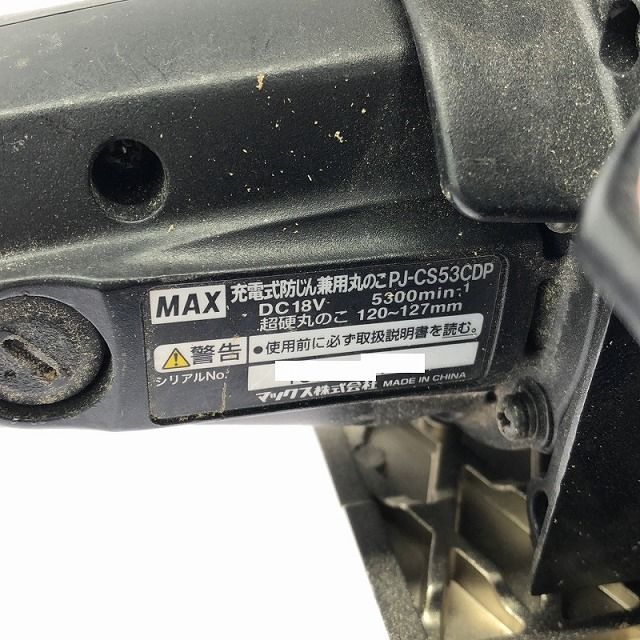 MAX 充電式防じん兼用丸のこPJ-CS53CDP
DC18V 5300min-1
超硬丸のこ 120~127mm
警告 ●使用前に必ず取扱説明書を読む。
シリアルNo.
マックス株式会社 MADE IN CHINA